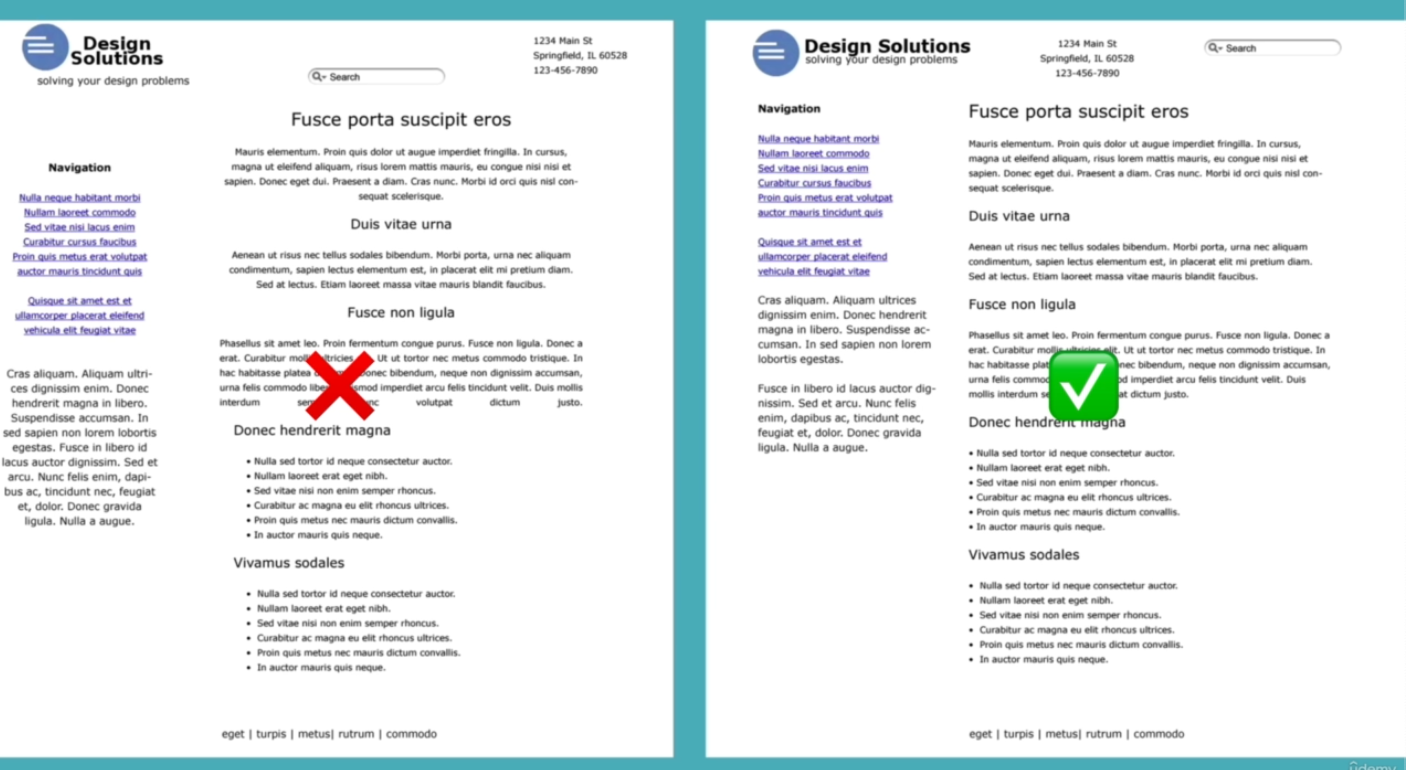 Design
Solutions
solving your design problems
Search
1234 Main St
Springfield, IL 60528
123-456-7890
Navigation
Nulla neque habitant morbi
Nullam laoreet commodo
Sed vitae nisi lacus enim
Curabitur cursus faucibus
Proin quis metus erat volutpat
auctor mauris tincidunt quis
Quisque sit amet est et
ullamcorper placerat eleifend
vehicula elit feugiat vitae
Cras aliquam. Aliquam ultri-
ces dignissim enim. Donec
hendrerit magna in libero.
Suspendisse accumsan. In
sed sapien non lorem lobortis
egestas. Fusce in libero id
lacus auctor dignissim. Sed et
arcu. Nunc felis enim, dapi-
bus ac, tincidunt nec, feugiat
et, dolor. Donec gravida
ligula. Nulla a augue.
Fusce porta suscipit eros
Mauris elementum. Proin quis dolor ut augue imperdiet fringilla. In cursus,
magna ut eleifend aliquam, risus lorem mattis mauris, eu congue nisi nisi et
sapien. Donec eget dui. Praesent a diam. Cras nunc. Morbi id orci quis nisl con-
sequat scelerisque.
Duis vitae urna
Aenean ut risus nec tellus sodales bibendum. Morbi porta, urna nec aliquam
condimentum, sapien lectus elementum est, in placerat elit mi pretium diam.
Sed at lectus. Etiam laoreet massa vitae mauris blandit faucibus.
Fusce non ligula
Phasellus sit amet leo. Proin fermentum congue purus. Fusce non ligula. Donec a
erat. Curabitur Ut ut tortor nec metus commodo tristique. In
hac habitasse platea bibendum, neque non dignissim accumsan,
urna felis commodo imperdiet arcu felis tincidunt velit. Duis mollis
interdum volutpat dictum justo.
Donec hendrerit magna
• Nulla sed tortor id neque consectetur auctor.
• Nullam laoreet erat eget nibh.
• Sed vitae nisi non enim semper rhoncus.
• Curabitur ac magna eu elit rhoncus ultrices.
• Proin quis metus nec mauris dictum convallis.
• In auctor mauris quis neque.
Vivamus sodales
• Nulla sed tortor id neque consectetur auctor.
• Nullam laoreet erat eget nibh.
• Sed vitae nisi non enim semper rhoncus.
• Curabitur ac magna eu elit rhoncus ultrices.
• Proin quis metus nec mauris dictum convallis.
• In auctor mauris quis neque.
eget | turpis | metus| rutrum | commodo
Design Solutions
solving your design problems
1234 Main St
Springfield, IL 60528
123-456-7890
Search
Navigation
Nulla neque habitant morbi
Nullam laoreet commodo
Sed vitae nisi lacus enim
Curabitur cursus faucibus
Proin quis metus erat volutpat
auctor mauris tincidunt quis
Quisque sit amet est et
ullamcorper placerat eleifend
vehicula elit feugiat vitae
Cras aliquam. Aliquam ultrices
dignissim enim. Donec hendrerit
magna in libero. Suspendisse ac-
cumsan. In sed sapien non lorem
lobortis egestas.
Fusce in libero id lacus auctor dig-
nissim. Sed et arcu. Nunc felis
enim, dapibus ac, tincidunt nec,
feugiat et, dolor. Donec gravida
ligula. Nulla a augue.
Fusce porta suscipit eros
Mauris elementum. Proin quis dolor ut augue imperdiet fringilla. In cursus,
magna ut eleifend aliquam, risus lorem mattis mauris, eu congue nisi nisi et
sapien. Donec eget dui. Praesent a diam. Cras nunc. Morbi id orci quis nisl con-
sequat scelerisque.
Duis vitae urna
Aenean ut risus nec tellus sodales bibendum. Morbi porta, urna nec aliquam
condimentum, sapien lectus elementum est, in placerat elit mi pretium diam.
Sed at lectus. Etiam laoreet massa vitae mauris blandit faucibus.
Fusce non ligula
Phasellus sit amet leo. Proin fermentum congue purus. Fusce non ligula. Donec a
erat. Curabitur mollis ultricies elit. Ut ut tortor nec metus commodo tristique. In
hac habitasse bibendum, neque non dignissim accumsan,
urna felis imperdiet arcu felis tincidunt velit. Duis
mollis interdum dictum justo.
Donec hendrerit magna
• Nulla sed tortor id neque consectetur auctor.
• Nullam laoreet erat eget nibh.
• Sed vitae nisi non enim semper rhoncus.
• Curabitur ac magna eu elit rhoncus ultrices.
• Proin quis metus nec mauris dictum convallis.
• In auctor mauris quis neque.
Vivamus sodales
• Nulla sed tortor id neque consectetur auctor.
• Nullam laoreet erat eget nibh.
• Sed vitae nisi non enim semper rhoncus.
• Curabitur ac magna eu elit rhoncus ultrices.
• Proin quis metus nec mauris dictum convallis.
• In auctor mauris quis neque.
eget | turpis | metus| rutrum | commodo